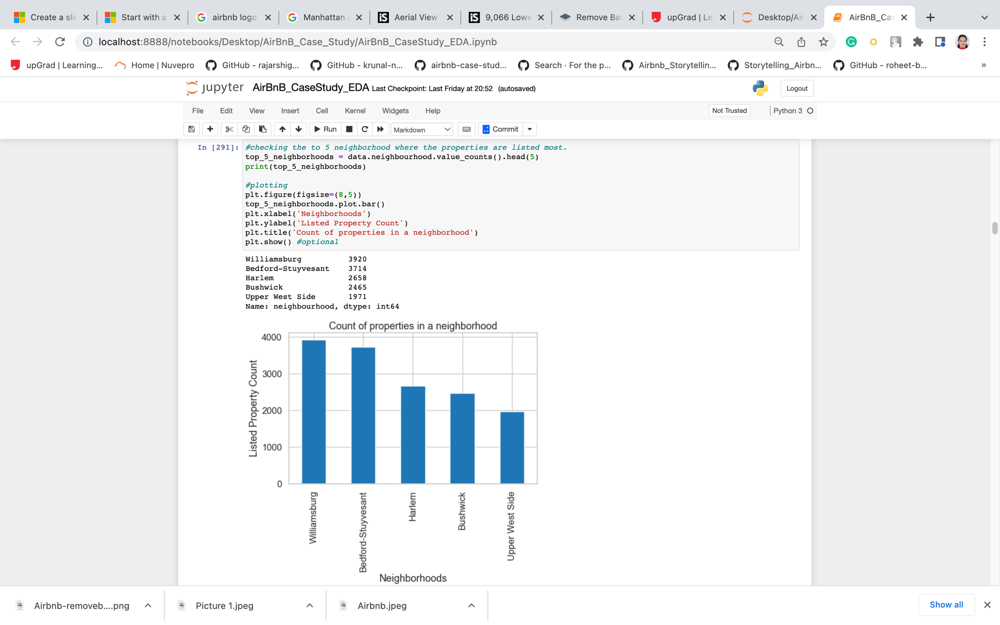 Create a slid
Start with a
airbnb logo
Manhattan a
Aerial View
9,066 Lowe
Remove Bac
upGrad | Le
Desktop/Air
AirBnB_Cas
localhost:8888/notebooks/Desktop/AirBnB_Case_Study/AirBnB_CaseStudy_EDA.ipynb
upGrad | Learning...
Home | Nuvepro
GitHub - rajarshig...
GitHub - krunal-n...
airbnb-case-stud...
Search · For the p...
Airbnb_Storytellin...
Storytelling_Airbn...
GitHub - roheet-b...
»
jupyter AirBnB_CaseStudy_EDA Last Checkpoint: Last Friday at 20:52 (autosaved)
Logout
File Edit View Insert Cell Kernel Widgets Help
Not Trusted
Python 3
Run
Markdown
Commit
In [291]:
#checking the to 5 neighborhood where the properties are listed most.
top_5_neighborhoods = data.neighbourhood.value_counts().head(5)
print(top_5_neighborhoods)
#plotting
plt.figure(figsize=(8,5))
top_5_neighborhoods.plot.bar()
plt.xlabel('Neighborhoods')
plt.ylabel('Listed Property Count')
plt.title('Count of properties in a neighborhood')
plt.show() #optional
Williamsburg 3920
Bedford-Stuyvesant 3714
Harlem 2658
Bushwick 2465
Upper West Side 1971
Name: neighbourhood, dtype: int64
Count of properties in a neighborhood
4000
3000
2000
1000
0
Listed Property Count
Williamsburg
Bedford-Stuyvesant
Harlem
Bushwick
Upper West Side
Neighborhoods
Airbnb-removeb....png
Picture 1.jpeg
Airbnb.jpeg
Show all